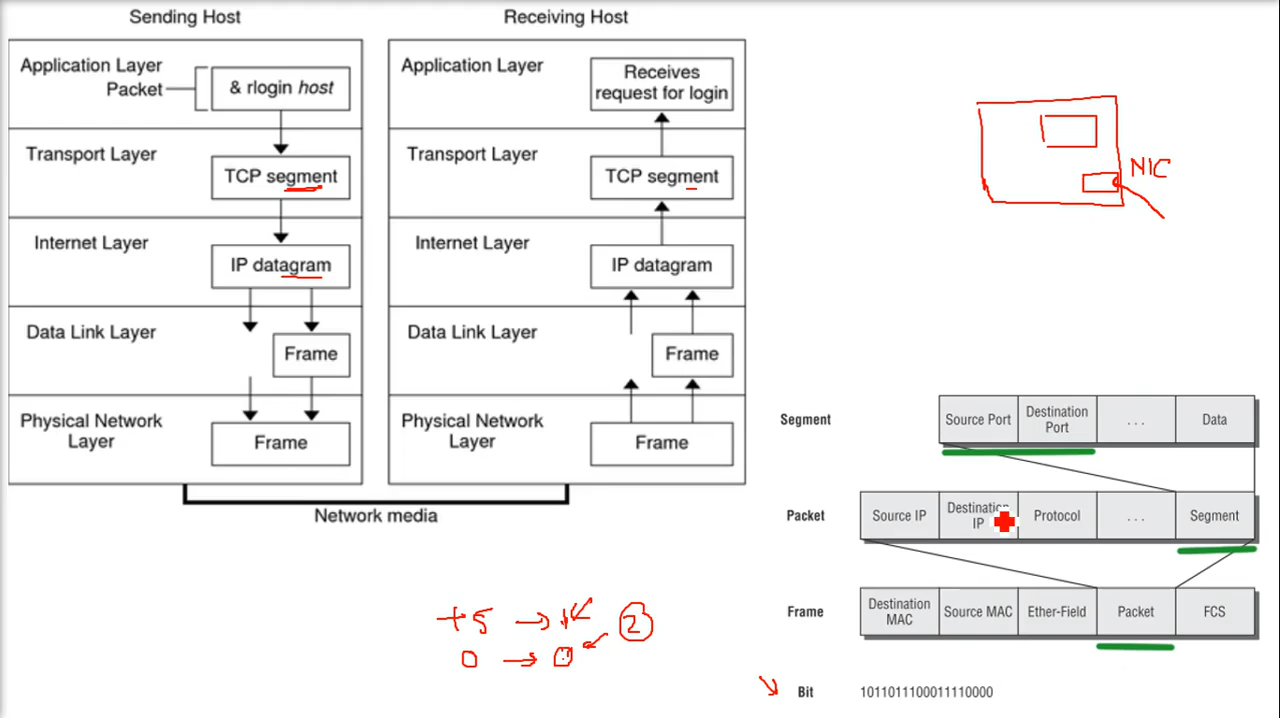 Sending Host
Application Layer
Packet
& rlogin host
Transport Layer
TCP segment
Internet Layer
IP datagram
Data Link Layer
Frame
Physical Network
Layer
Frame
Receiving Host
Application Layer
Receives
request for login
Transport Layer
TCP segment
Internet Layer
IP datagram
Data Link Layer
Frame
Physical Network
Layer
Frame
Network media
NIC
Segment
Source Port
Destination
Port
. . .
Data
Packet
Source IP
Destination
IP
Protocol
. . .
Segment
Frame
Destination
MAC
Source MAC
Ether-Field
Packet
FCS
Bit
1011011100011110000
+5 → 1
2
0 → 0